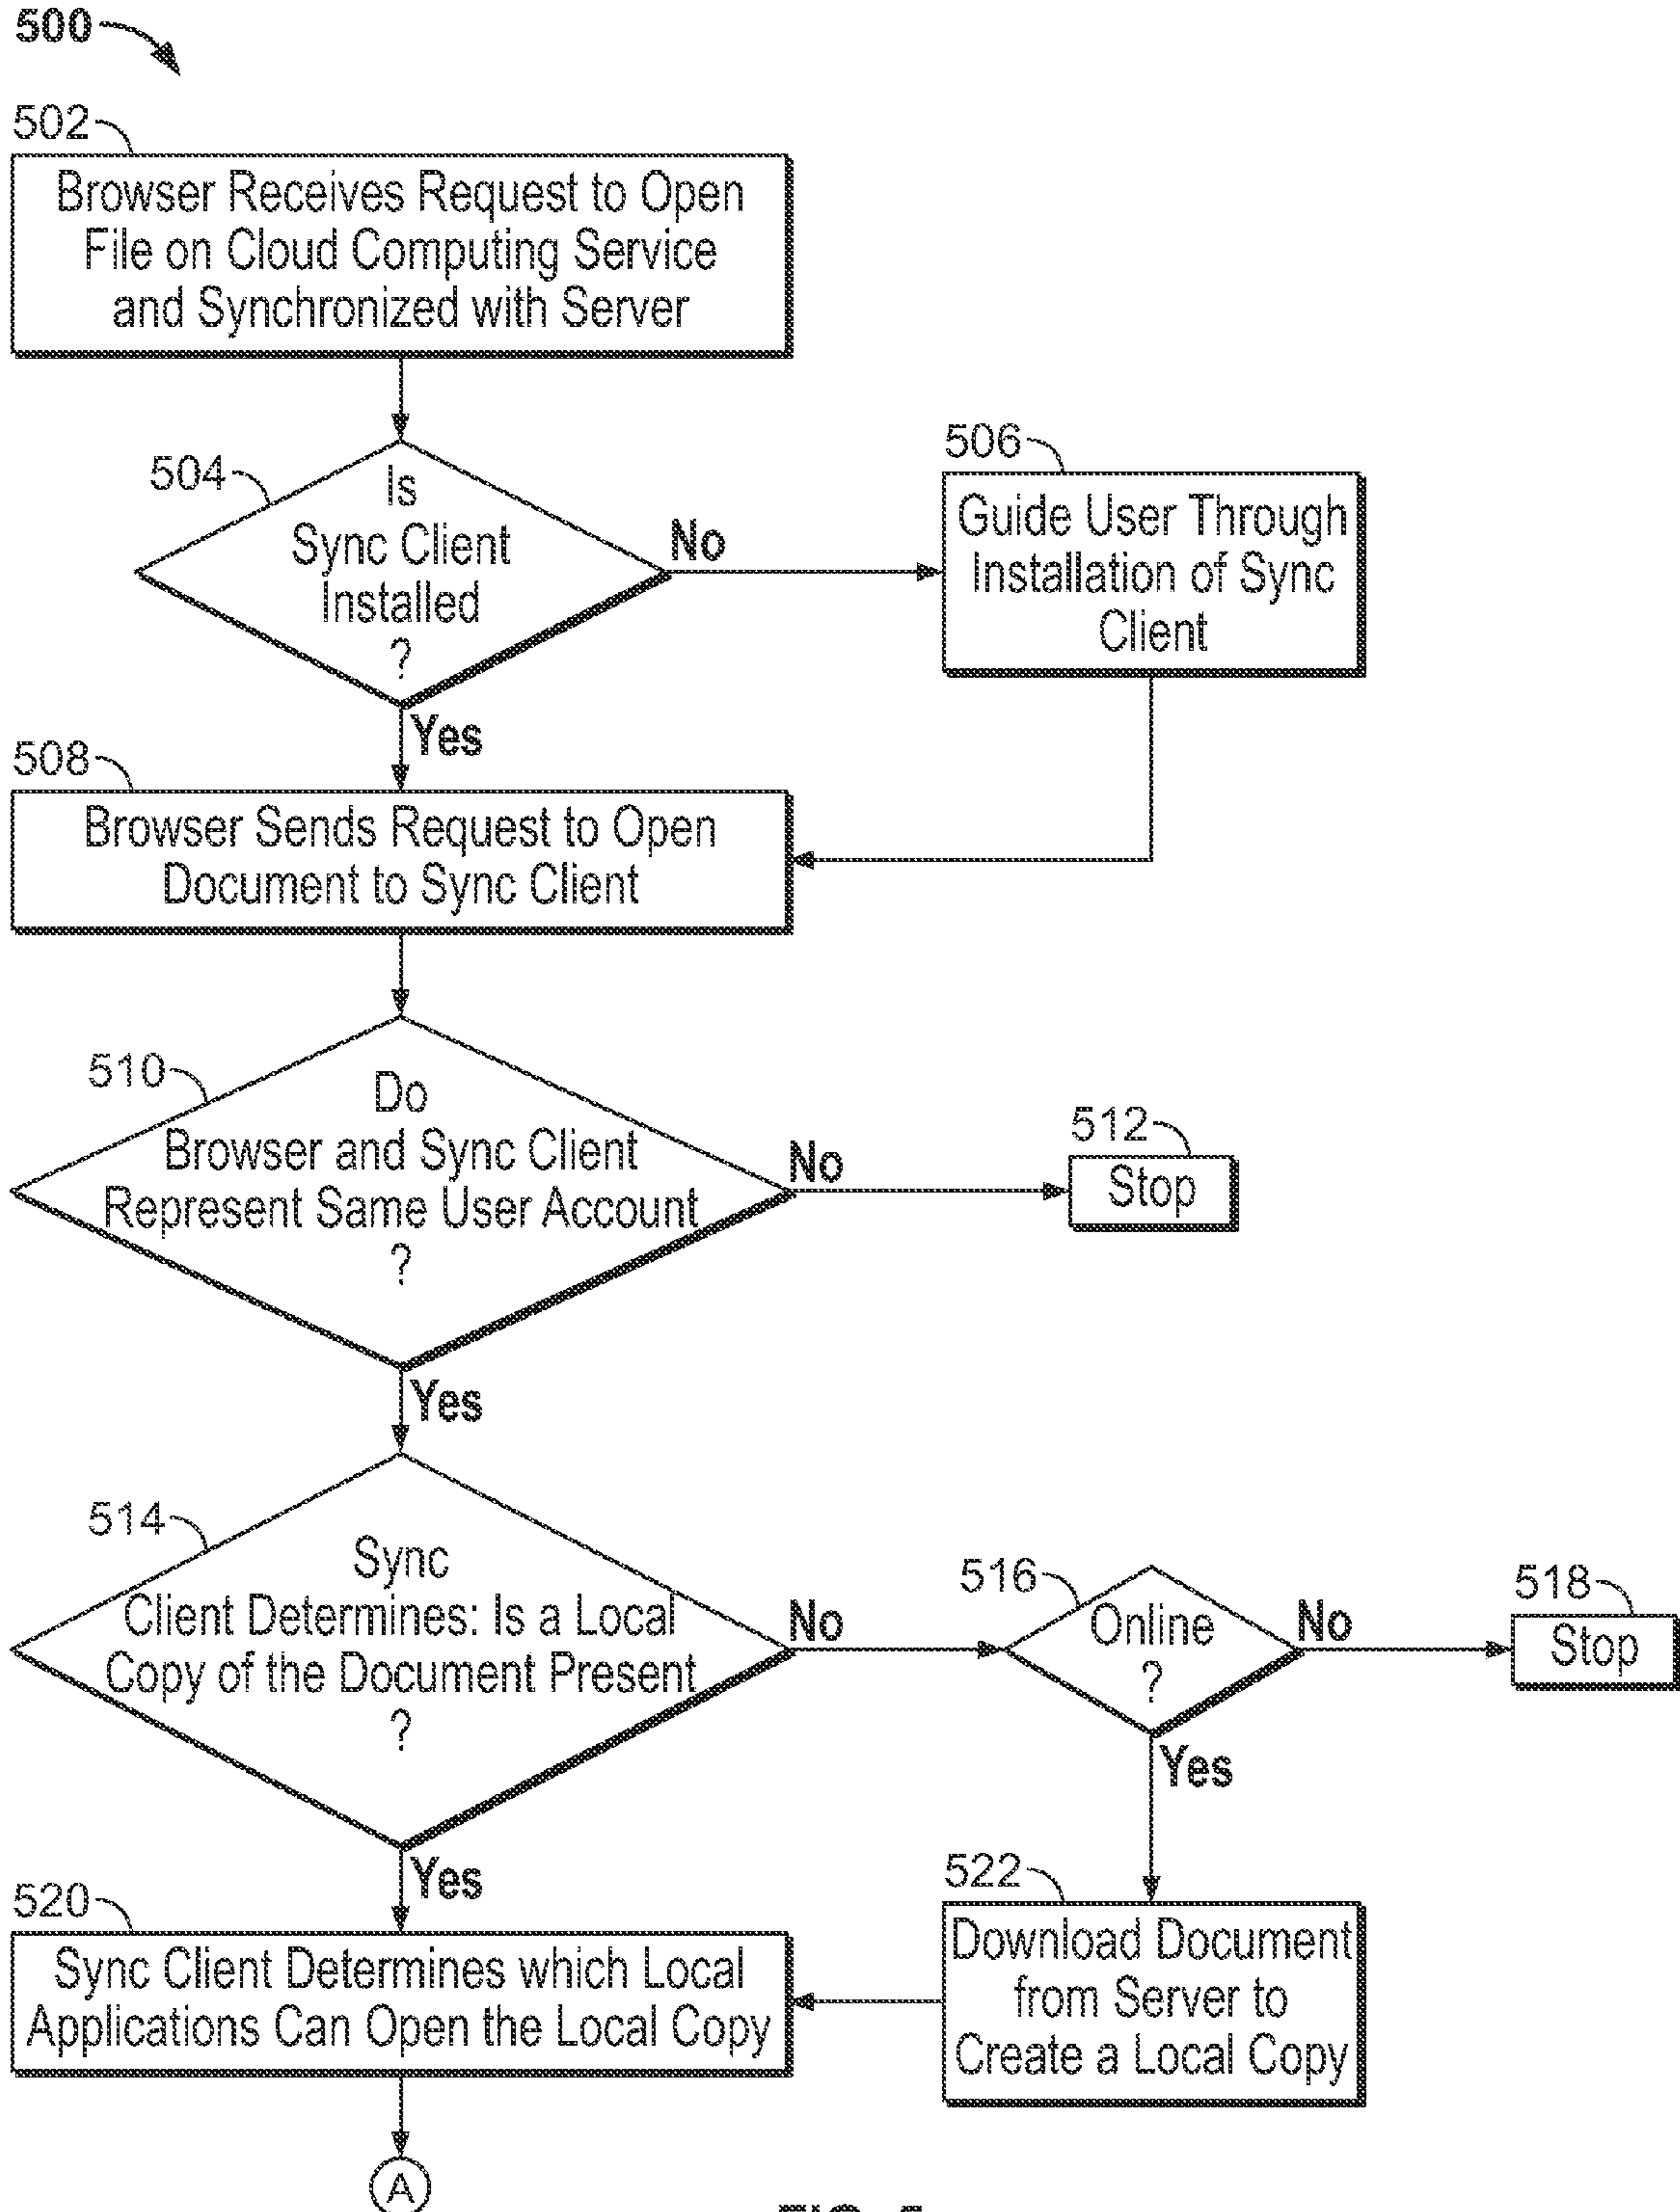 500
502
Browser Receives Request to Open
File on Cloud Computing Service
and Synchronized with Server
504
Is
Sync Client
Installed
?
No
506
Guide User Through
Installation of Sync
Client
Yes
508
Browser Sends Request to Open
Document to Sync Client
510
Do
Browser and Sync Client
Represent Same User Account
?
No
512
Stop
Yes
514
Sync
Client Determines: Is a Local
Copy of the Document Present
?
No
516
Online
?
No
518
Stop
Yes
Yes
520
Sync Client Determines which Local
Applications Can Open the Local Copy
522
Download Document
from Server to
Create a Local Copy
A